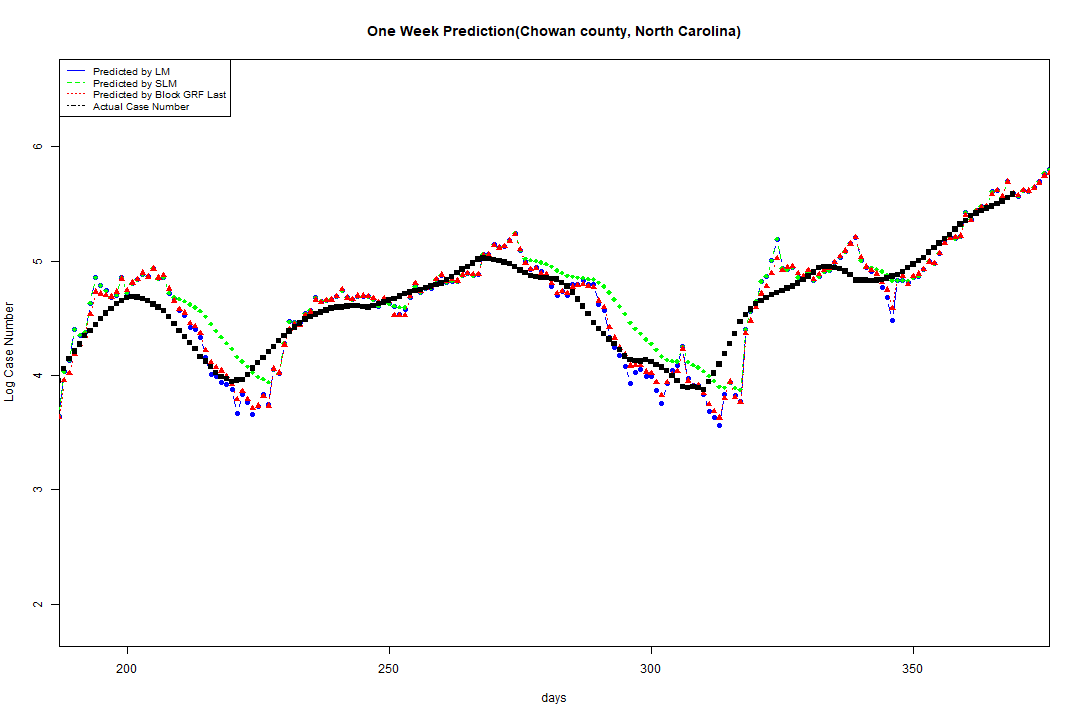 One Week Prediction(Chowan county, North Carolina)
Predicted by LM
Predicted by SLM
Predicted by Block GRF Last
Actual Case Number
Log Case Number
6
5
4
3
2
200
250
300
350
days